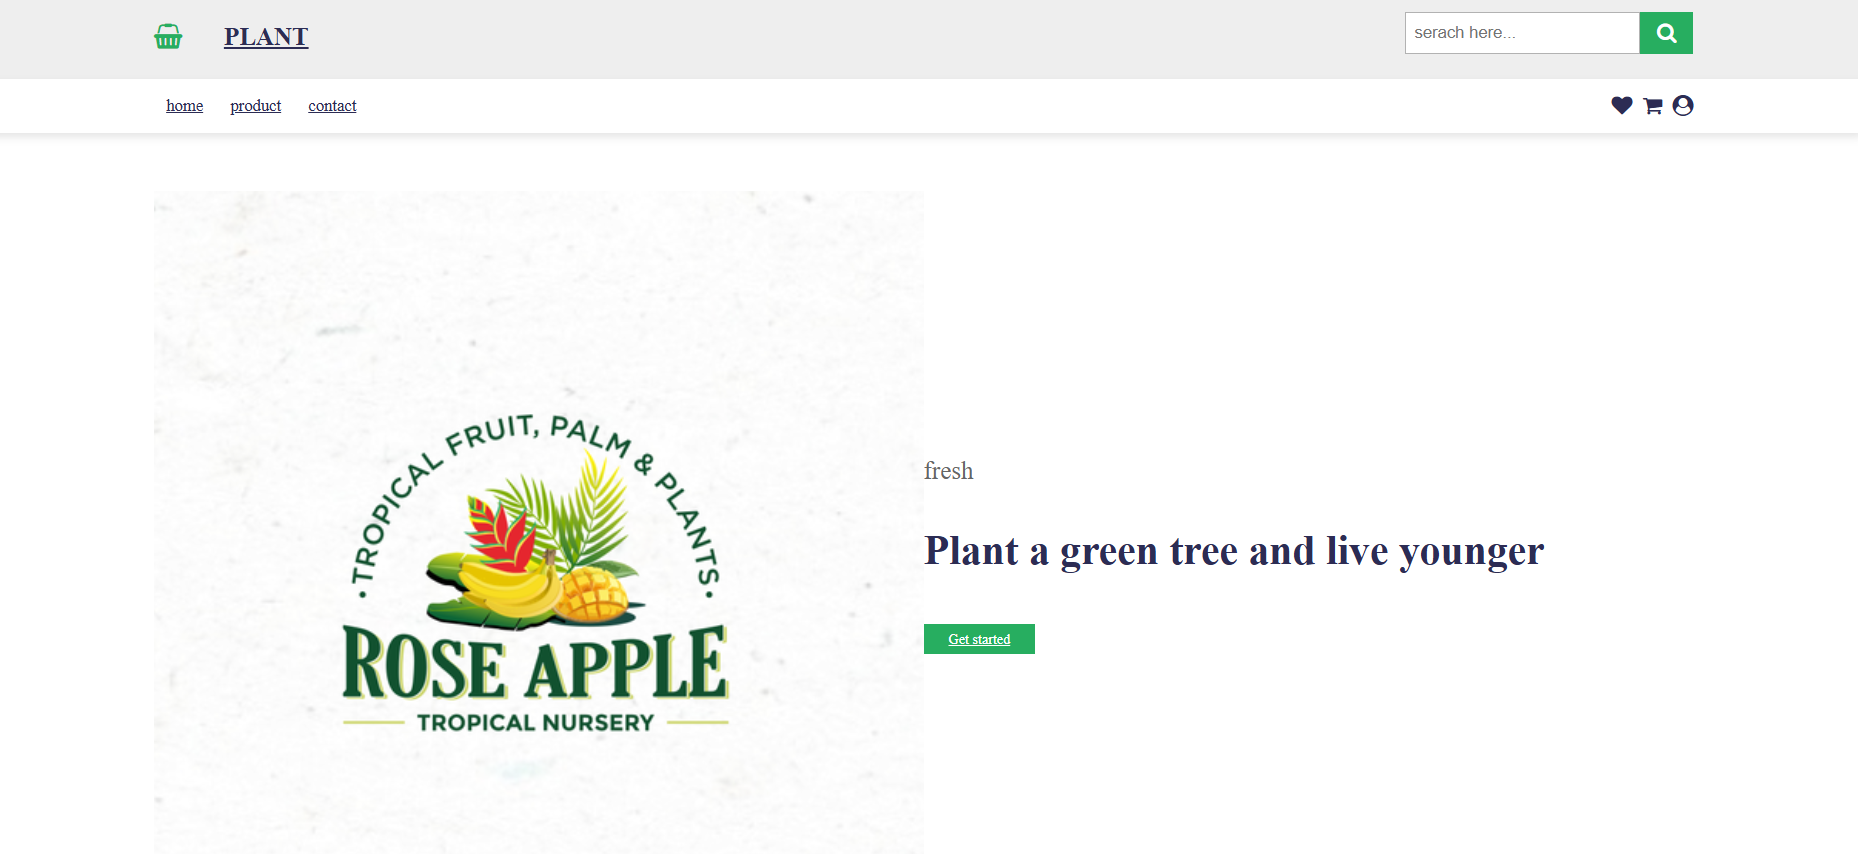 PLANT
serach here...
home
product
contact
· TROPICAL FRUIT, PALM & PLANTS ·
ROSE APPLE
TROPICAL NURSERY
fresh
Plant a green tree and live younger
Get started